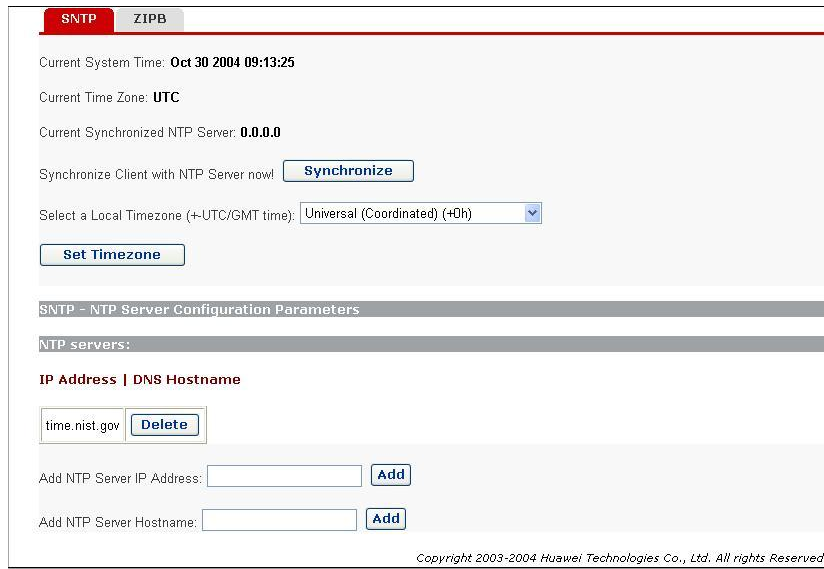 SNTP ZIPB
Current System Time: Oct 30 2004 09:13:25
Current Time Zone: UTC
Current Synchronized NTP Server: 0.0.0.0
Synchronize Client with NTP Server now! Synchronize
Select a Local Timezone (+-UTC/GMT time): Universal (Coordinated) (+0h)
Set Timezone
SNTP - NTP Server Configuration Parameters
NTP servers:
IP Address | DNS Hostname
time.nist.gov Delete
Add NTP Server IP Address: Add
Add NTP Server Hostname: Add
Copyright 2003-2004 Huawei Technologies Co., Ltd. All rights Reserved